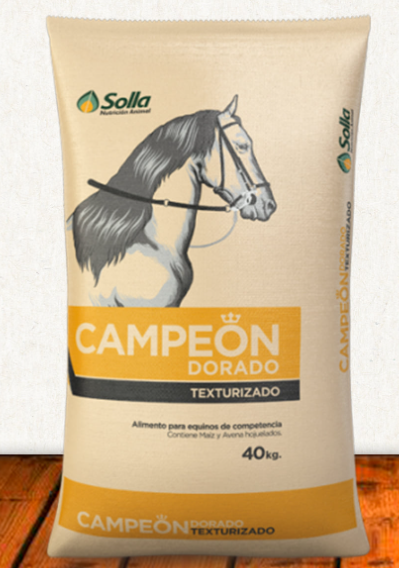 Solla
Nutrición Animal
CAMPEÓN
DORADO
TEXTURIZADO
Alimento para equinos de competencia
Contiene Maíz y Avena hojuelados.
40kg.
CAMPEÓN DORADO
TEXTURIZADO
Solla
CAMPEÓN DORADO
TEXTURIZADO